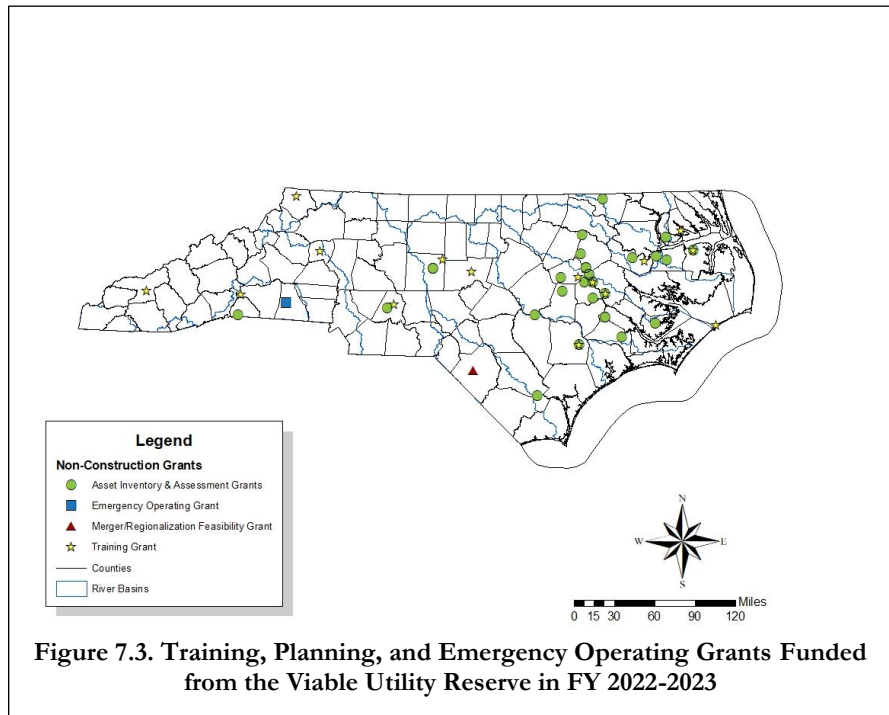 Legend
Non-Construction Grants
Asset Inventory & Assessment Grants
Emergency Operating Grant
Merger/Regionalization Feasibility Grant
Training Grant
Counties
River Basins
N
W E
S
Miles
0 15 30 60 90 120
Figure 7.3. Training, Planning, and Emergency Operating Grants Funded
from the Viable Utility Reserve in FY 2022-2023